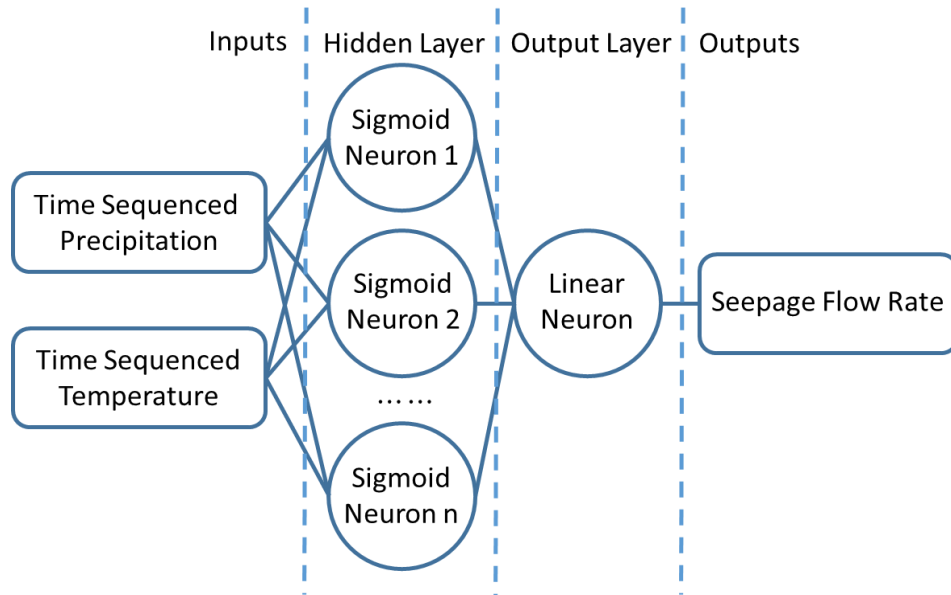 Inputs
Hidden Layer
Output Layer
Outputs
Time Sequenced
Precipitation
Time Sequenced
Temperature
Sigmoid
Neuron 1
Sigmoid
Neuron 2
... ...
Sigmoid
Neuron n
Linear
Neuron
Seepage Flow Rate